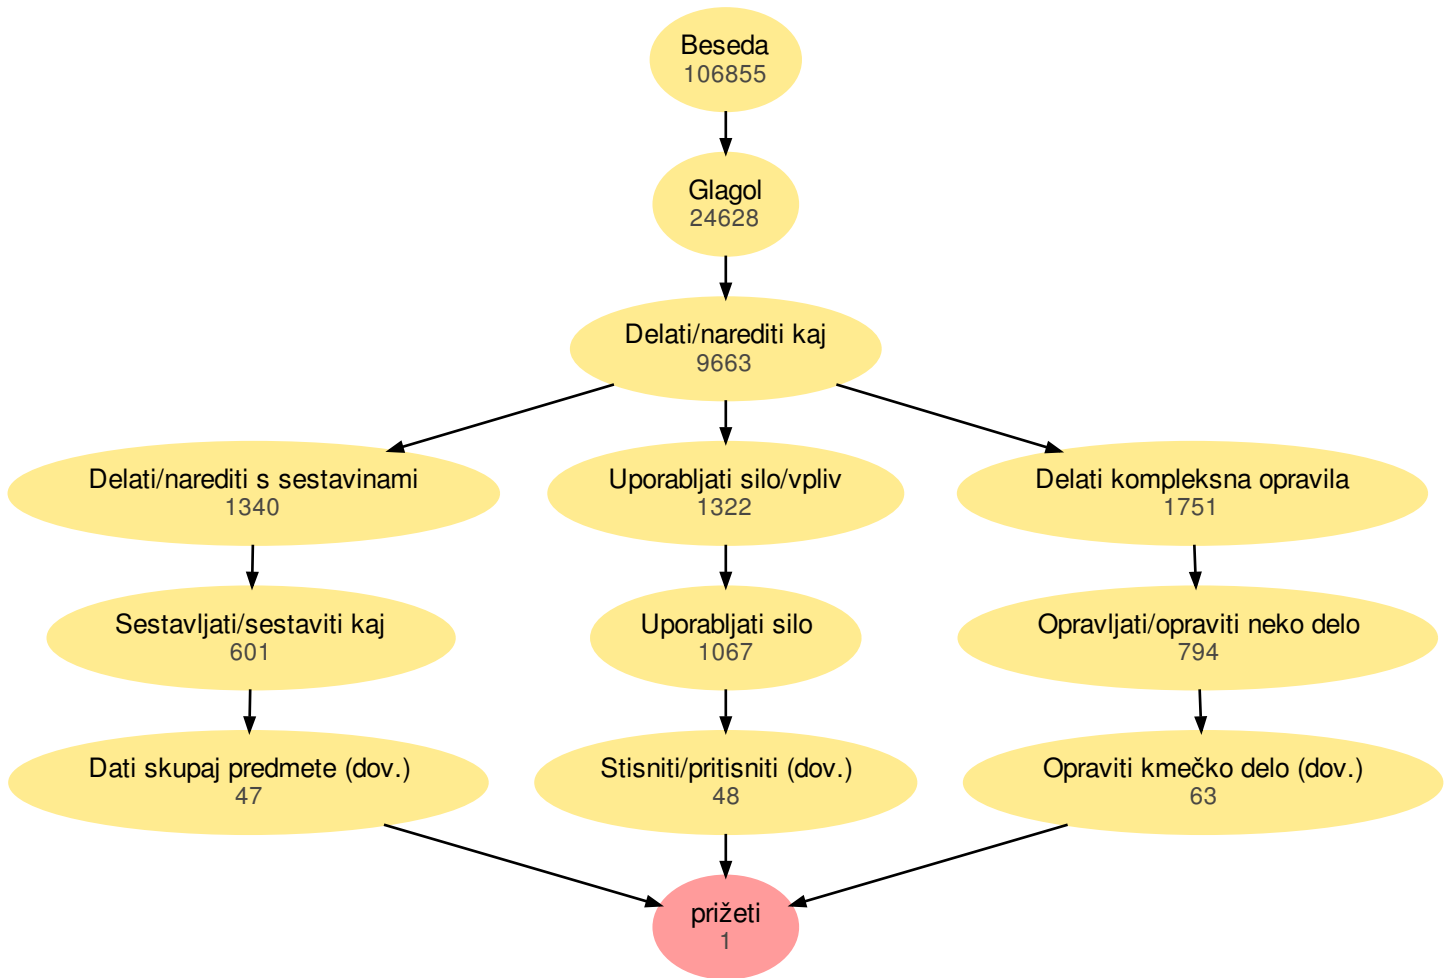 Beseda
106855
Glagol
24628
Delati/narediti kaj
9663
Delati/narediti s sestavinami
1340
Uporabljati silo/vpliv
1322
Delati kompleksna opravila
1751
Sestavljati/sestaviti kaj
601
Uporabljati silo
1067
Opravljati/opraviti neko delo
794
Dati skupaj predmete (dov.)
47
Stisniti/pritisniti (dov.)
48
Opraviti kmečko delo (dov.)
63
prižeti
1